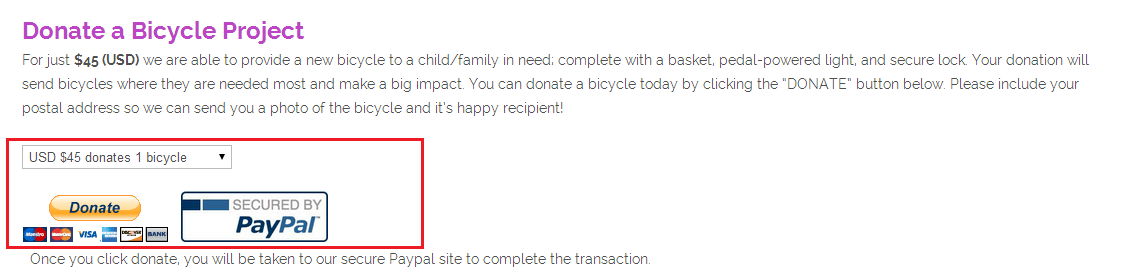 Donate a Bicycle Project
For just $45 (USD) we are able to provide a new bicycle to a child/family in need; complete with a basket, pedal-powered light, and secure lock. Your donation will
send bicycles where they are needed most and make a big impact. You can donate a bicycle today by clicking the "DONATE" button below. Please include your
postal address so we can send you a photo of the bicycle and it's happy recipient!
USD $45 donates 1 bicycle
Donate
SECURED BY
PayPal™
Maestro MasterCard VISA DISCOVER BANK
Once you click donate, you will be taken to our secure Paypal site to complete the transaction.